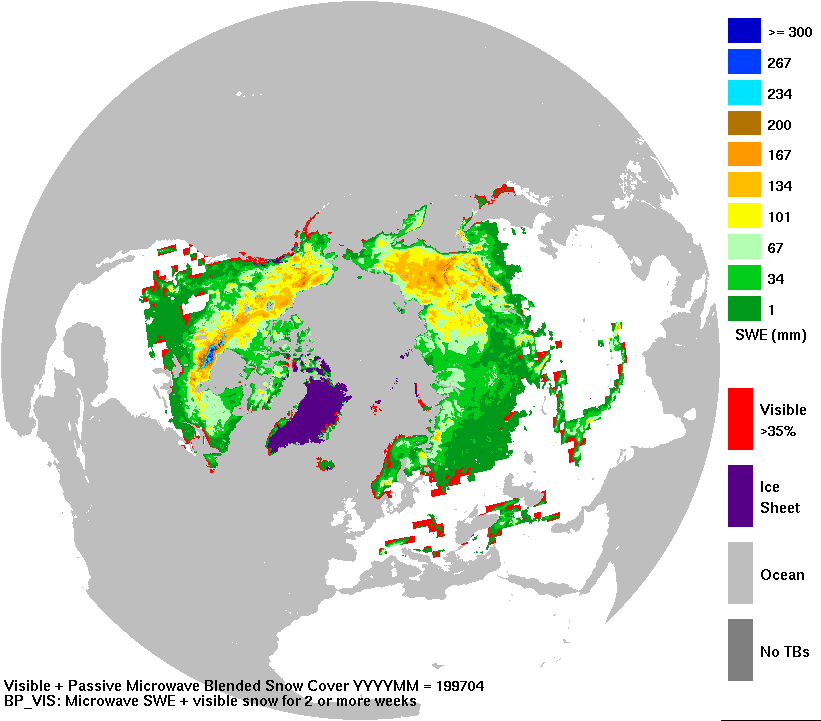 >= 300
267
234
200
167
134
101
67
34
1
SWE (mm)
Visible
>35%
Ice
Sheet
Ocean
No TBs
Visible + Passive Microwave Blended Snow Cover YYYYMM = 199704
BP_VIS: Microwave SWE + visible snow for 2 or more weeks